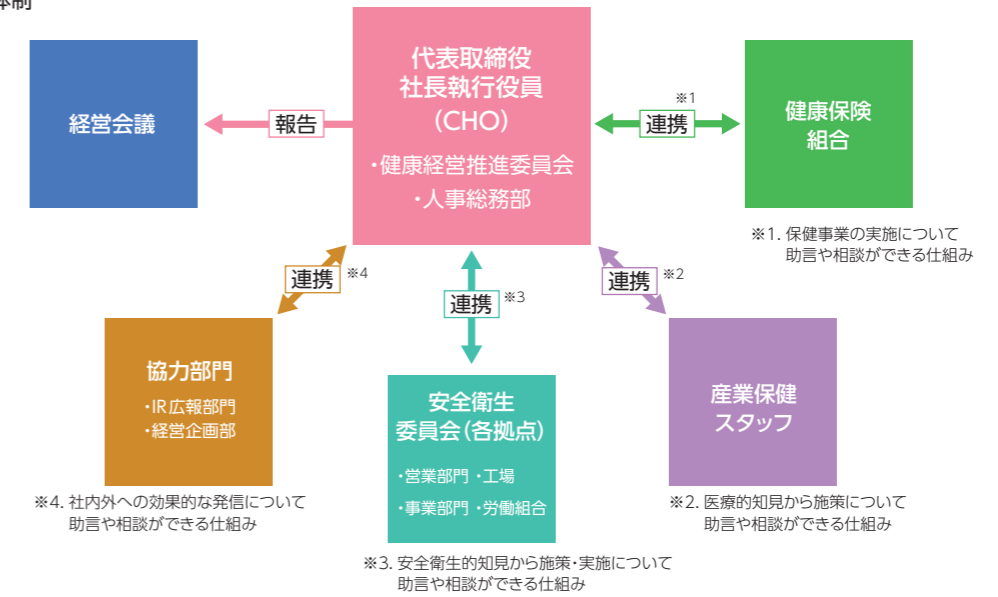 体制
代表取締役
社長執行役員
（CHO）
・健康経営推進委員会
・人事総務部
経営会議
報告
※1
連携
健康保険
組合
※1. 保健事業の実施について
助言や相談ができる仕組み
連携 ※4
連携 ※3
連携 ※2
協力部門
・IR広報部門
・経営企画部
安全衛生
委員会（各拠点）
・営業部門 ・工場
・事業部門 ・労働組合
産業保健
スタッフ
※4. 社内外への効果的な発信について
助言や相談ができる仕組み
※2. 医療的知見から施策について
助言や相談ができる仕組み
※3. 安全衛生的知見から施策・実施について
助言や相談ができる仕組み